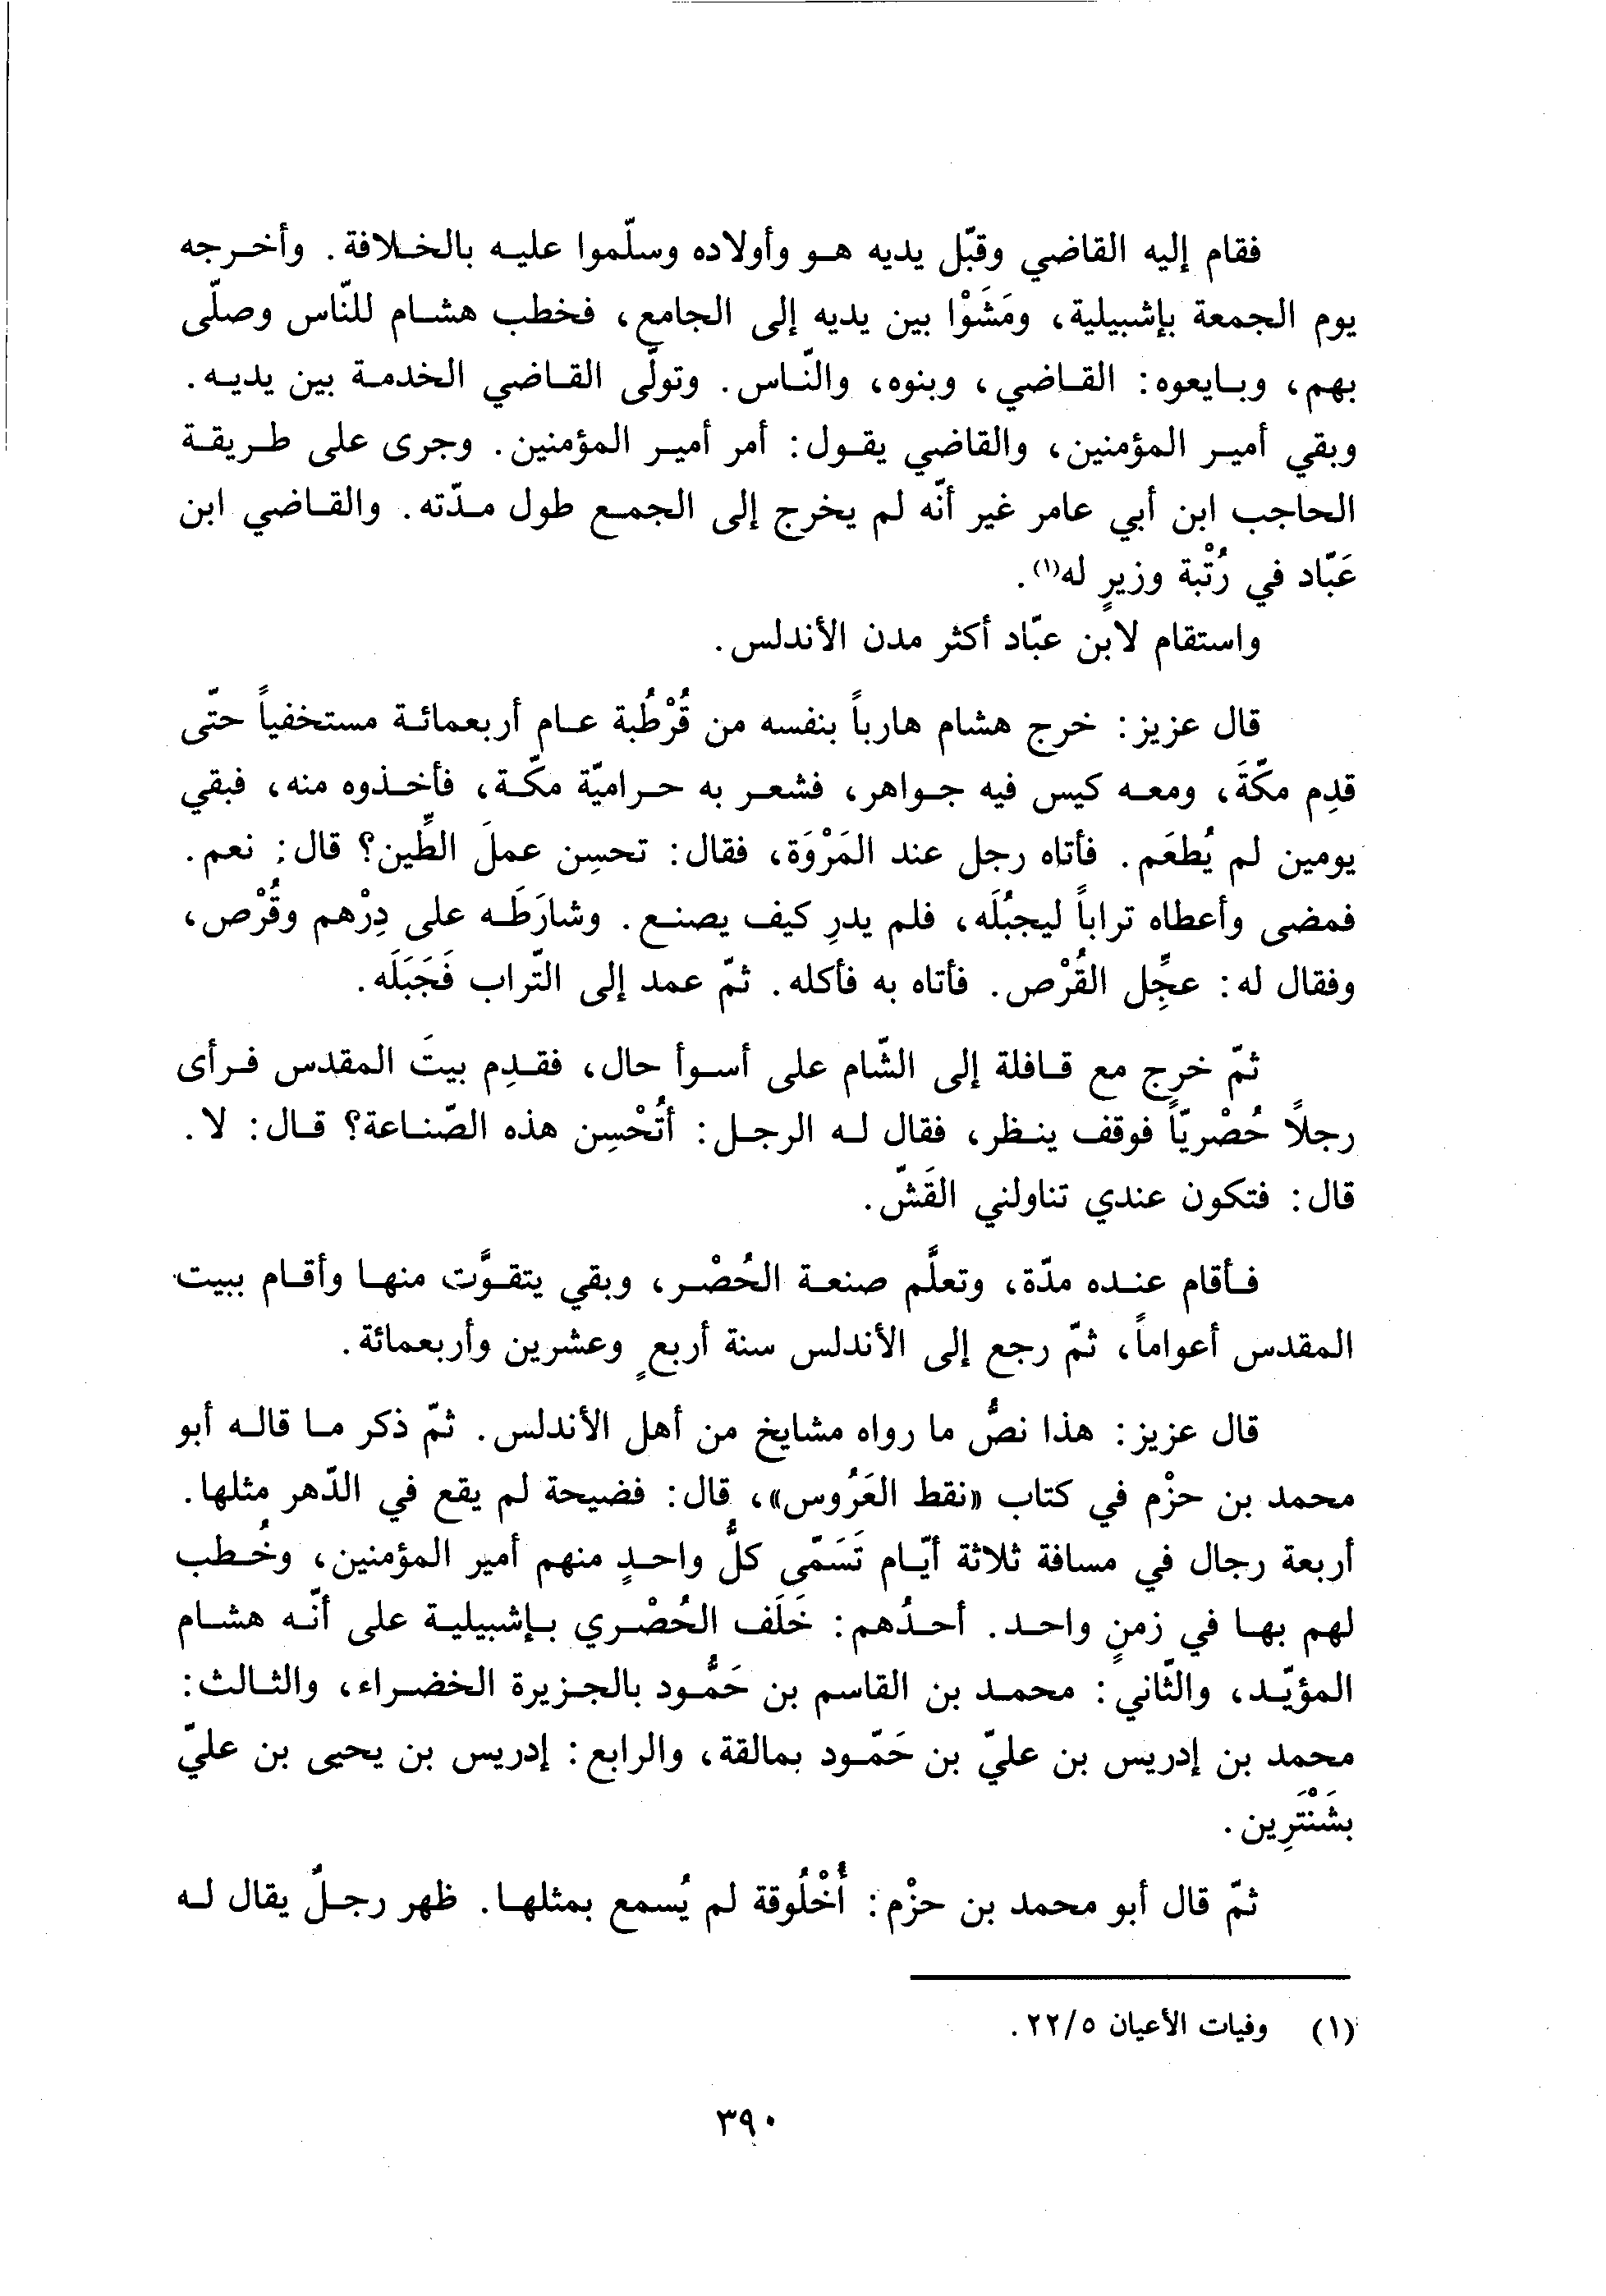 فقام إليه القاضي وقبّل يديه هو وأولاده وسلّموا عليه بالخلافة. وأخرجه
يوم الجمعة بإشبيلية، ومَشَوْا بين يديه إلى الجامع، فخطب هشام للنّاس وصلّى
بهم، وبايعوه: القاضي، وبنوه، والنّاس. وتولّى القاضي الخدمة بين يديه.
وبقي أمير المؤمنين، والقاضي يقول: أمر أمير المؤمنين. وجرى على طريقة
الحاجب ابن أبي عامر غير أنّه لم يخرج إلى الجمع طول مدّته. والقاضي ابن
عَبّاد في رُتْبة وزيرٍ له(١).
واستقام لابن عبّاد أكثر مدن الأندلس.
قال عزيز: خرج هشام هارباً بنفسه من قُرْطُبة عام أربعمائة مستخفياً حتّى
قدِم مكّةَ، ومعه كيس فيه جواهر، فشعر به حراميّة مكّة، فأخذوه منه، فبقي
يومين لم يُطعَم. فأتاه رجل عند المَرْوَة، فقال: تحسِن عملَ الطِّين؟ قال: نعم.
فمضى وأعطاه تراباً ليجبُلَه، فلم يدرِ كيف يصنع. وشارَطَه على دِرْهم وقُرْص،
وفقال له: عجِّل القُرْص. فأتاه به فأكله. ثمّ عمد إلى التّراب فَجَبَلَه.
ثمّ خرج مع قافلة إلى الشّام على أسوأ حال، فقدِم بيتَ المقدس فرأى
رجلاً حُصْريّاً فوقف ينظر، فقال له الرجل: أتُحْسِن هذه الصّناعة؟ قال: لا.
قال: فتكون عندي تناولني القَشّ.
فأقام عنده مدّة، وتعلَّم صنعة الحُصْر، وبقي يتقوَّت منها وأقام ببيت
المقدس أعواماً، ثمّ رجع إلى الأندلس سنة أربعٍ وعشرين وأربعمائة.
قال عزيز: هذا نصُّ ما رواه مشايخ من أهل الأندلس. ثمّ ذكر ما قاله أبو
محمد بن حزْم في كتاب «نقط العَرُوس»، قال: فضيحة لم يقع في الدّهر مثلها.
أربعة رجال في مسافة ثلاثة أيّام تَسَمّى كلُّ واحدٍ منهم أمير المؤمنين، وخُطب
لهم بها في زمنٍ واحد. أحدُهم: خَلَف الحُصْري بإشبيلية على أنّه هشام
المؤيّد، والثّاني: محمد بن القاسم بن حَمُّود بالجزيرة الخضراء، والثالث:
محمد بن إدريس بن عليّ بن حَمّود بمالقة، والرابع: إدريس بن يحيى بن عليّ
بشَنْتَرِين.
ثمّ قال أبو محمد بن حزْم: أُخْلُوقة لم يُسمع بمثلها. ظهر رجلٌ يقال له
(١) وفيات الأعيان ٢٢/٥.
٣٩٠